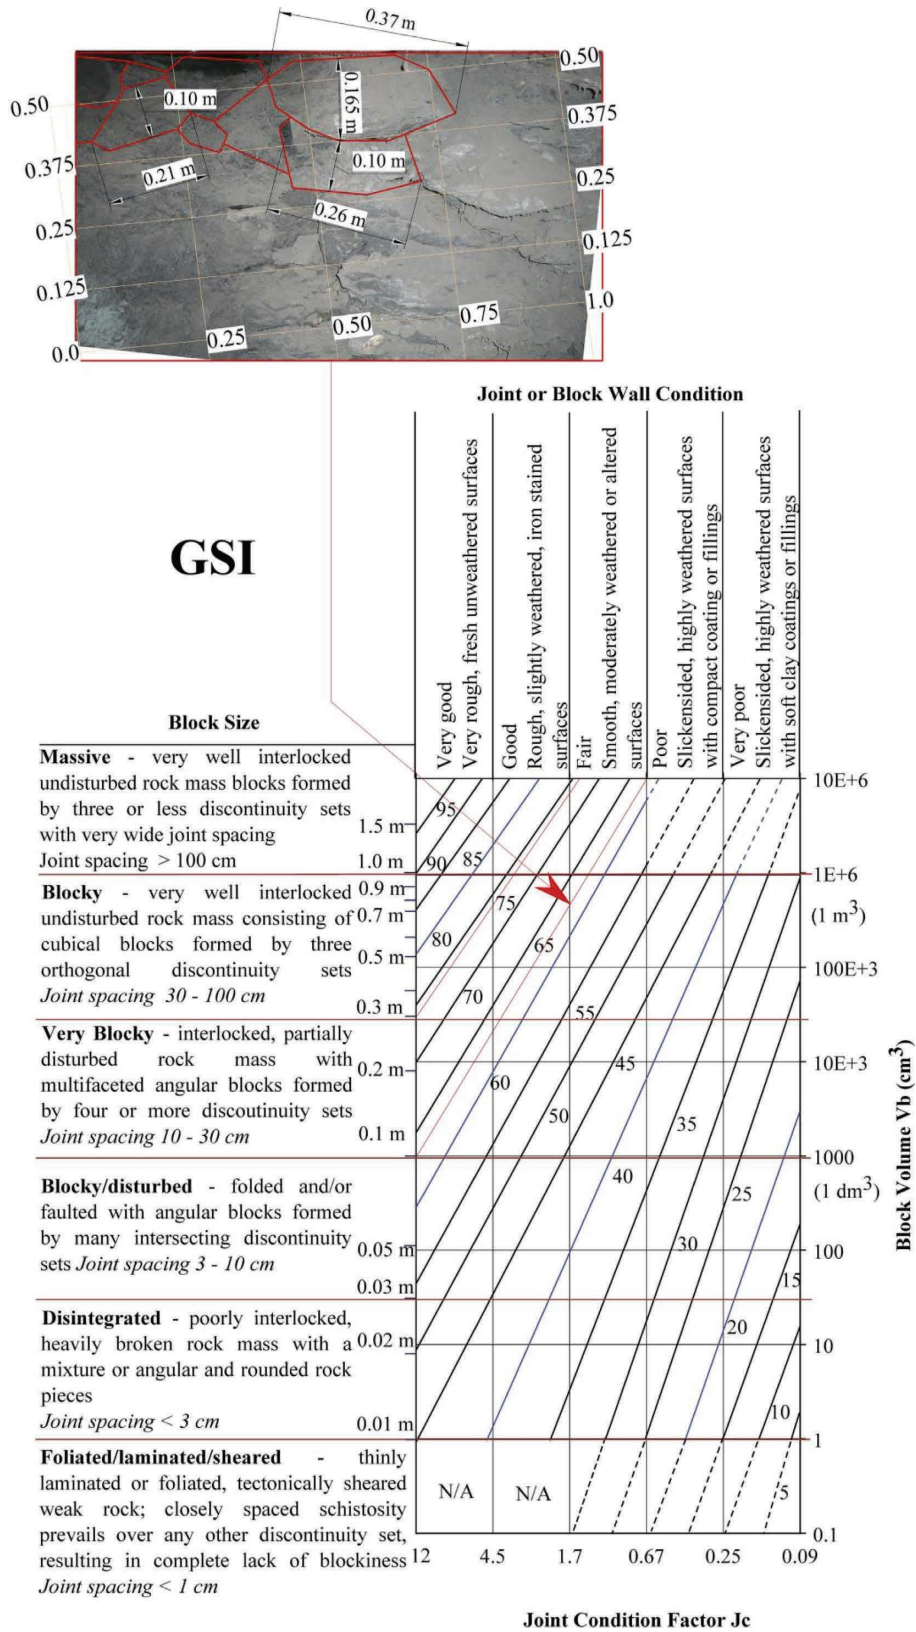 0.37 m
0.50
0.50
0.10 m
0.165 m
0.375
0.375
0.21 m
0.10 m
0.25
0.26 m
0.25
0.125
0.125
1.0
0.75
0.50
0.25
0.0
Joint or Block Wall Condition
GSI
Very good
Very rough, fresh unweathered surfaces
Good
Rough, slightly weathered, iron stained
surfaces
Fair
Smooth, moderately weathered or altered
surfaces
Poor
Slickensided, highly weathered surfaces
with compact coating or fillings
Very poor
Slickensided, highly weathered surfaces
with soft clay coatings or fillings
Block Size
Massive - very well interlocked
undisturbed rock mass blocks formed
by three or less discontinuity sets
with very wide joint spacing
Joint spacing > 100 cm
1.5 m
1.0 m
Blocky - very well interlocked
undisturbed rock mass consisting of
cubical blocks formed by three
orthogonal discontinuity sets
Joint spacing 30 - 100 cm
0.9 m
0.7 m
0.5 m
0.3 m
Very Blocky - interlocked, partially
disturbed rock mass with
multifaceted angular blocks formed
by four or more discoutinuity sets
Joint spacing 10 - 30 cm
0.2 m
0.1 m
Blocky/disturbed - folded and/or
faulted with angular blocks formed
by many intersecting discontinuity
sets Joint spacing 3 - 10 cm
0.05 m
0.03 m
Disintegrated - poorly interlocked,
heavily broken rock mass with a
mixture or angular and rounded rock
pieces
Joint spacing < 3 cm
0.02 m
0.01 m
Foliated/laminated/sheared - thinly
laminated or foliated, tectonically sheared
weak rock; closely spaced schistosity
prevails over any other discontinuity set,
resulting in complete lack of blockiness
Joint spacing < 1 cm
95
90
85
80
75
70
65
60
55
50
45
40
35
30
25
20
15
10
5
N/A
N/A
10E+6
1E+6
(1 m3)
100E+3
10E+3
1000
(1 dm3)
100
10
1
0.1
Block Volume Vb (cm3)
12
4.5
1.7
0.67
0.25
0.09
Joint Condition Factor Jc